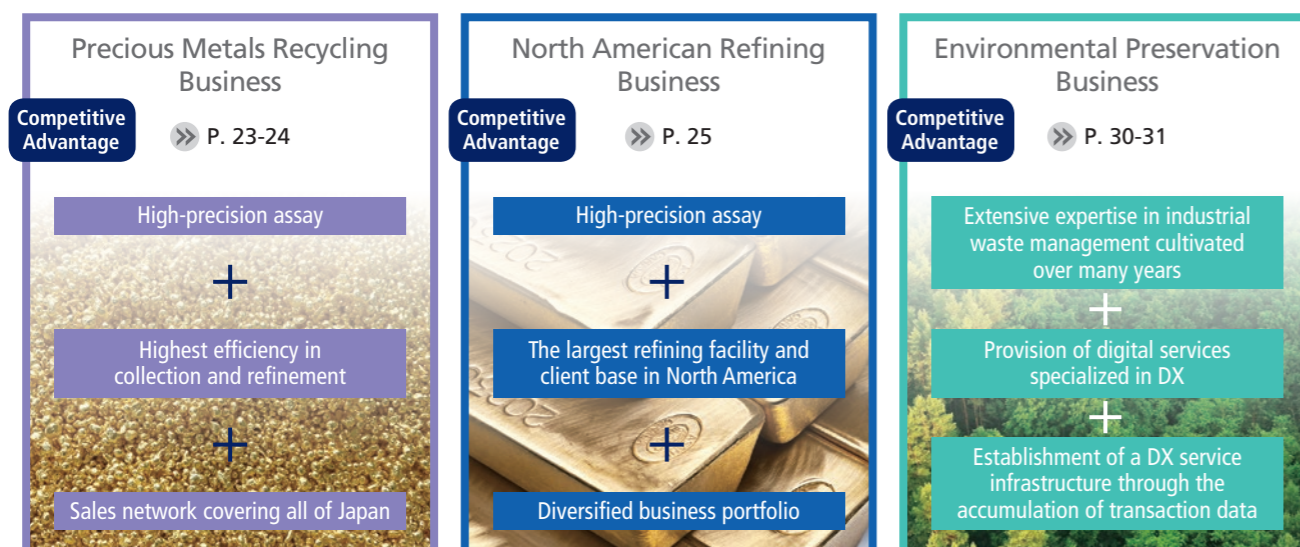 Precious Metals Recycling
Business
Competitive
Advantage
P. 23-24
High-precision assay
+
Highest efficiency in
collection and refinement
+
Sales network covering all of Japan
North American Refining
Business
Competitive
Advantage
P. 25
High-precision assay
+
The largest refining facility and
client base in North America
+
Diversified business portfolio
Environmental Preservation
Business
Competitive
Advantage
P. 30-31
Extensive expertise in industrial
waste management cultivated
over many years
+
Provision of digital services
specialized in DX
+
Establishment of a DX service
infrastructure through the
accumulation of transaction data